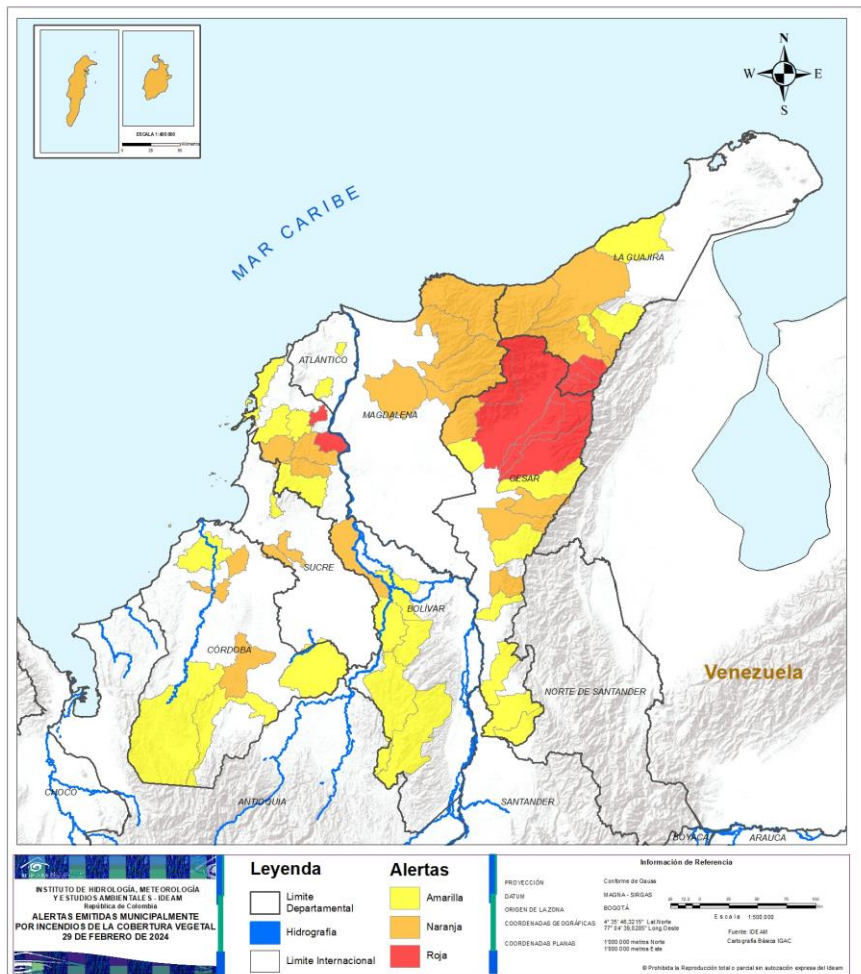 N
W E
S
ESCALA 1:400.000
MAR CARIBE
LA GUAJIRA
ATLÁNTICO
MAGDALENA
CESAR
SUCRE
BOLÍVAR
CÓRDOBA
NORTE DE SANTANDER
Venezuela
CHOCO
ANTIOQUIA
SANTANDER
BOYACA
ARAUCA
INSTITUTO DE HIDROLOGÍA, METEOROLOGÍA
Y ESTUDIOS AMBIENTALES - IDEAM
República de Colombia
ALERTAS EMITIDAS MUNICIPALMENTE
POR INCENDIOS DE LA COBERTURA VEGETAL
29 DE FEBRERO DE 2024
Leyenda
Limite
Departamental
Hidrografía
Limite Internacional
Alertas
Amarilla
Naranja
Roja
Información de Referencia
PROYECCIÓN Conforme de Gauss
DATUM MAGNA - SIRGAS
ORIGEN DE LA ZONA BOGOTÁ
COORDENADAS GEOGRÁFICAS 4° 35' 46,3215" Lat.Norte
77° 04' 39,0285" Long.Oeste
COORDENADAS PLANAS 1'000.000 metros Norte
1'000.000 metros Este
Escala 1:500.000
Fuente: IDEAM
Cartografía Básica IGAC
© Prohibida la Reproducción total o parcial sin autozación expresa del Ideam